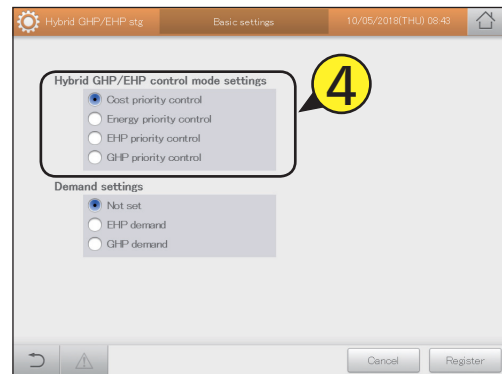 Hybrid GHP/EHP stg Basic settings 10/05/2018(THU) 08:43
Hybrid GHP/EHP control mode settings
Cost priority control
Energy priority control
EHP priority control
GHP priority control
4
Demand settings
Not set
EHP demand
GHP demand
Cancel Register